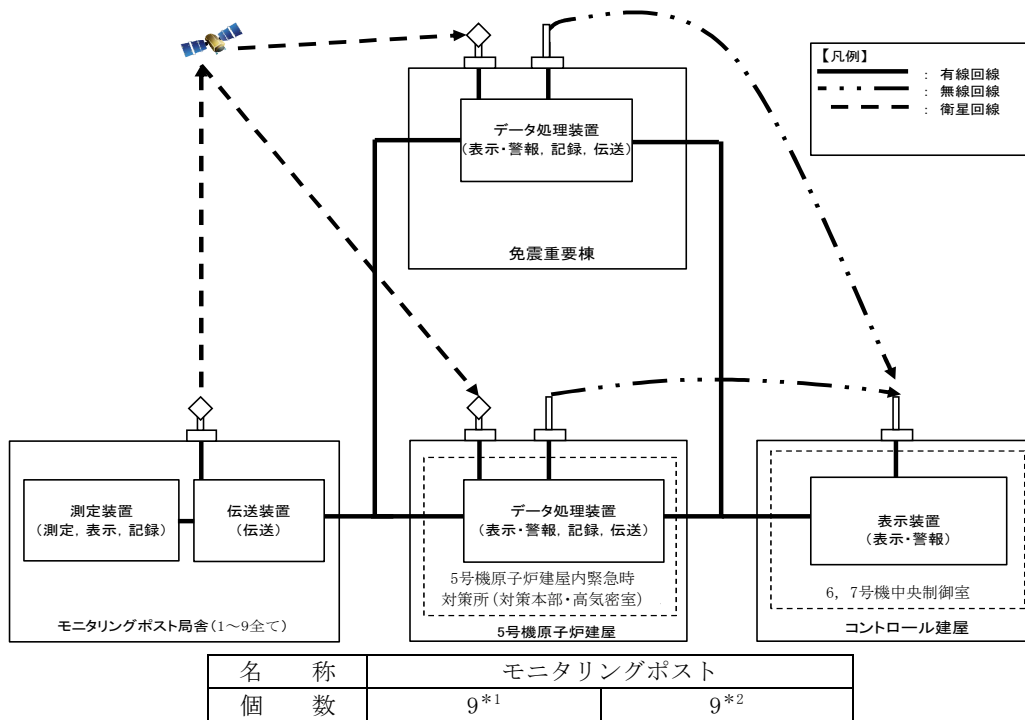 【凡例】
： 有線回線
： 無線回線
： 衛星回線
データ処理装置
(表示・警報，記録，伝送)
免震重要棟
測定装置
(測定，表示，記録)
伝送装置
(伝送)
モニタリングポスト局舎(1～9全て)
データ処理装置
(表示・警報，記録，伝送)
5号機原子炉建屋内緊急時
対策所(対策本部・高気密室)
5号機原子炉建屋
表示装置
(表示・警報)
6，7号機中央制御室
コントロール建屋
名 称 モニタリングポスト
個 数 9*1 9*2